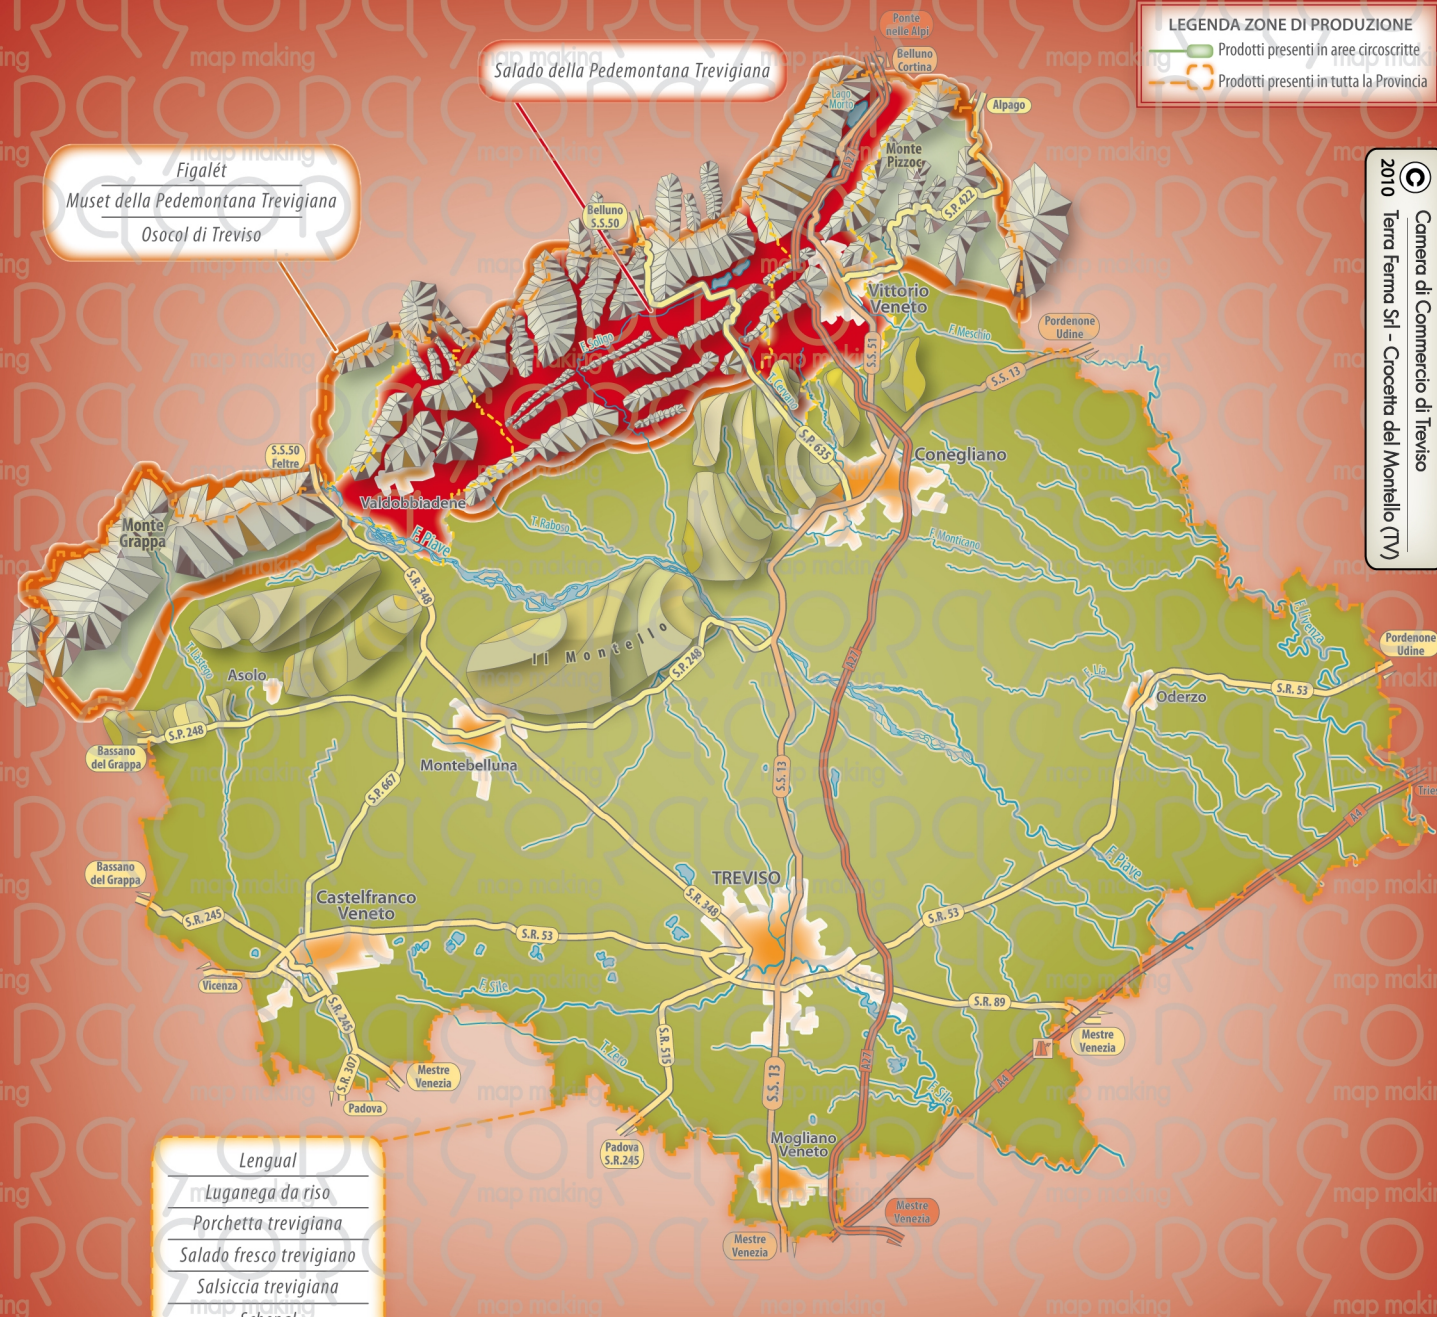 Ponte
nelle Alpi
Belluno
Cortina
LEGENDA ZONE DI PRODUZIONE
Prodotti presenti in aree circoscritte
Prodotti presenti in tutta la Provincia
Salado della Pedemontana Trevigiana
Lago
Morto
A27
Alpago
Monte
Pizzoc
Figalét
Muset della Pedemontana Trevigiana
Osocol di Treviso
© Camera di Commercio di Treviso
2010 Terra Ferma Srl - Crocetta del Montello (TV)
Belluno
S.S.50
S.P. 422
Vittorio
Veneto
F. Meschio
Pordenone
Udine
F. Soligo
S.S. 51
S.S. 13
T. Cervano
S.P. 635
S.S.50
Feltre
Conegliano
Valdobbiadene
Monte
Grappa
F. Piave
T. Raboso
F. Monticano
S.R. 348
F. Livenza
Il Montello
Pordenone
Udine
T. Lastego
S.P. 248
A27
F. Lia
Asolo
Oderzo
S.R. 53
S.P. 248
Bassano
del Grappa
Montebelluna
S.P. 667
S.S. 13
A4
F. Piave
Bassano
del Grappa
TREVISO
Castelfranco
Veneto
S.R. 348
S.R. 245
S.R. 53
S.R. 53
Vicenza
F. Sile
S.R. 89
S.R. 245
S.R. 515
T. Zero
Mestre
Venezia
S.R. 307
Mestre
Venezia
A27
A4
S.S. 13
F. Sile
Padova
Mogliano
Veneto
Padova
S.R.245
Lengual
Luganega da riso
Porchetta trevigiana
Salado fresco trevigiano
Salsiccia trevigiana
Mestre
Venezia
Mestre
Venezia
map making